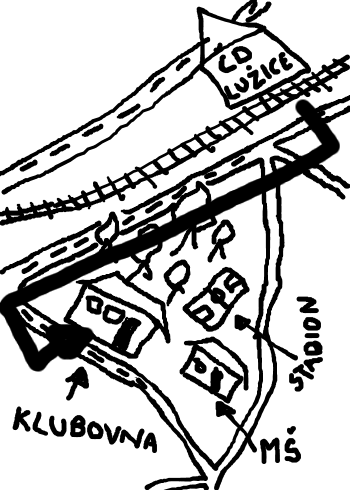 ČD
LUŽICE
STADION
KLUBOVNA
MŠ